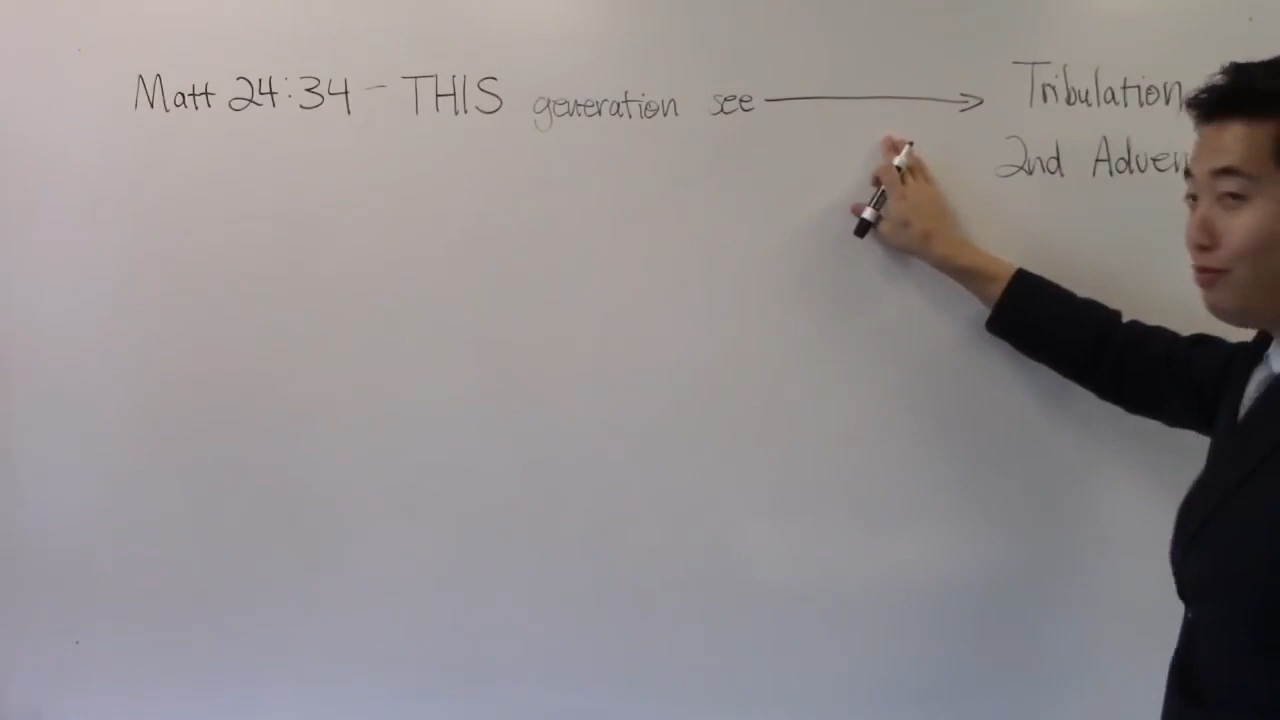 Matt 24:34 - THIS generation see → Tribulation
2nd Adven